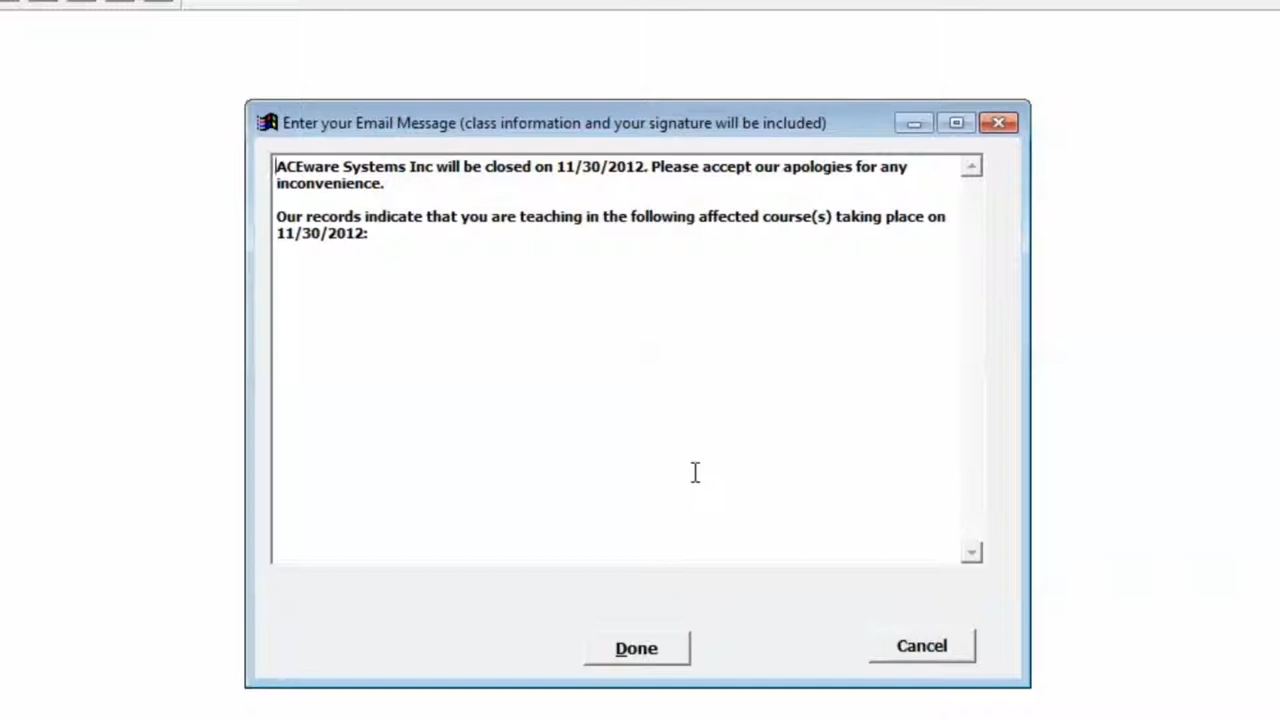 Enter your Email Message (class information and your signature will be included)
ACEware Systems Inc will be closed on 11/30/2012. Please accept our apologies for any
inconvenience.
Our records indicate that you are teaching in the following affected course(s) taking place on
11/30/2012:
Done
Cancel